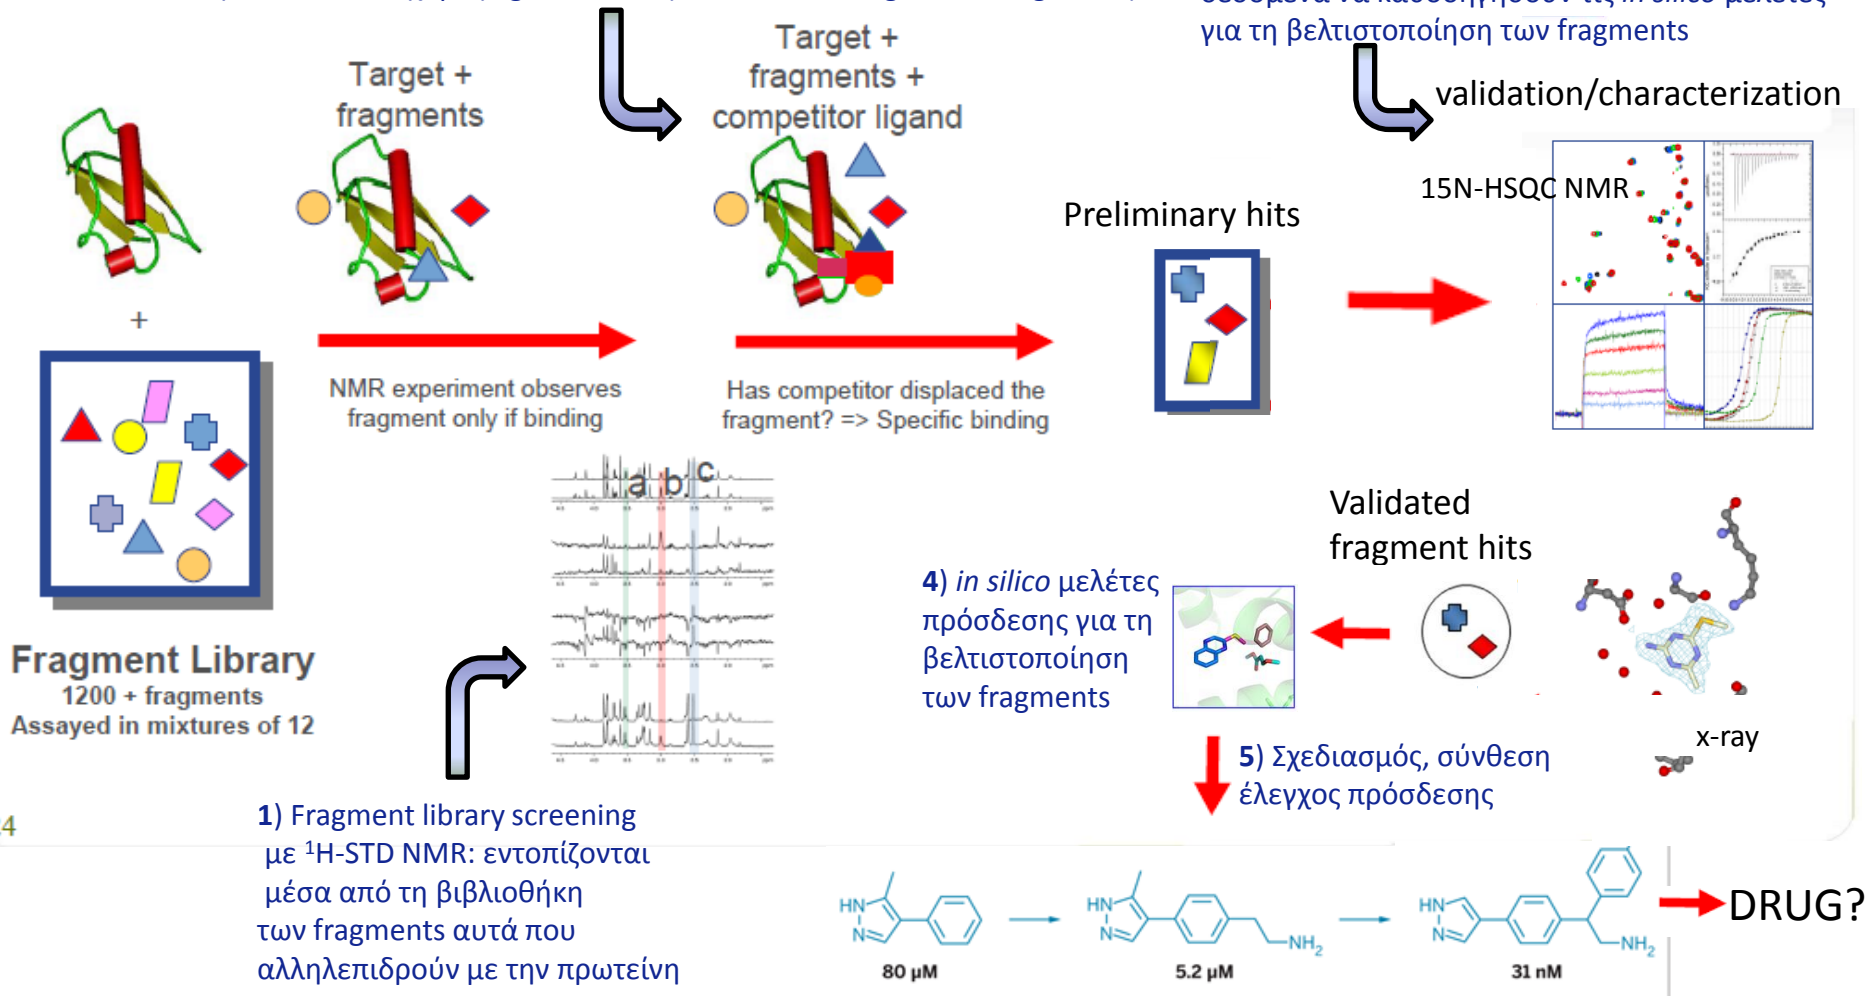 για τη βελτιστοποίηση των fragments
Target +
fragments
Target +
fragments +
competitor ligand
validation/characterization
15N-HSQC NMR
Preliminary hits
+
NMR experiment observes
fragment only if binding
Has competitor displaced the
fragment? => Specific binding
a b c
Validated
fragment hits
4) in silico μελέτες
πρόσδεσης για τη
βελτιστοποίηση
των fragments
Fragment Library
1200 + fragments
Assayed in mixtures of 12
x-ray
5) Σχεδιασμός, σύνθεση
έλεγχος πρόσδεσης
1) Fragment library screening
με ¹H-STD NMR: εντοπίζονται
μέσα από τη βιβλιοθήκη
των fragments αυτά που
αλληλεπιδρούν με την πρωτείνη
HN
N
80 μM
HN
N
NH₂
5.2 μM
HN
N
NH₂
31 nM
DRUG?